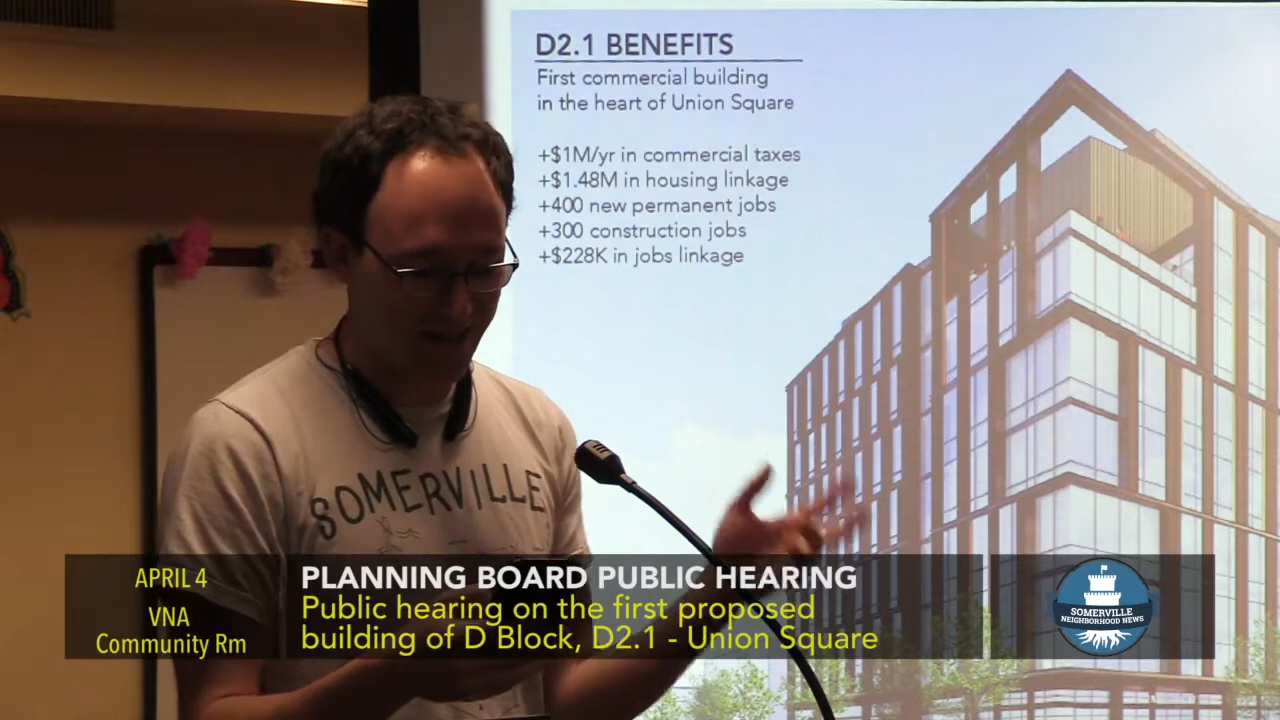 D2.1 BENEFITS
First commercial building
in the heart of Union Square
+$1M/yr in commercial taxes
+$1.48M in housing linkage
+400 new permanent jobs
+300 construction jobs
+$228K in jobs linkage
SOMERVILLE
APRIL 4
VNA
Community Rm
PLANNING BOARD PUBLIC HEARING
Public hearing on the first proposed
building of D Block, D2.1 - Union Square
SOMERVILLE
NEIGHBORHOOD NEWS